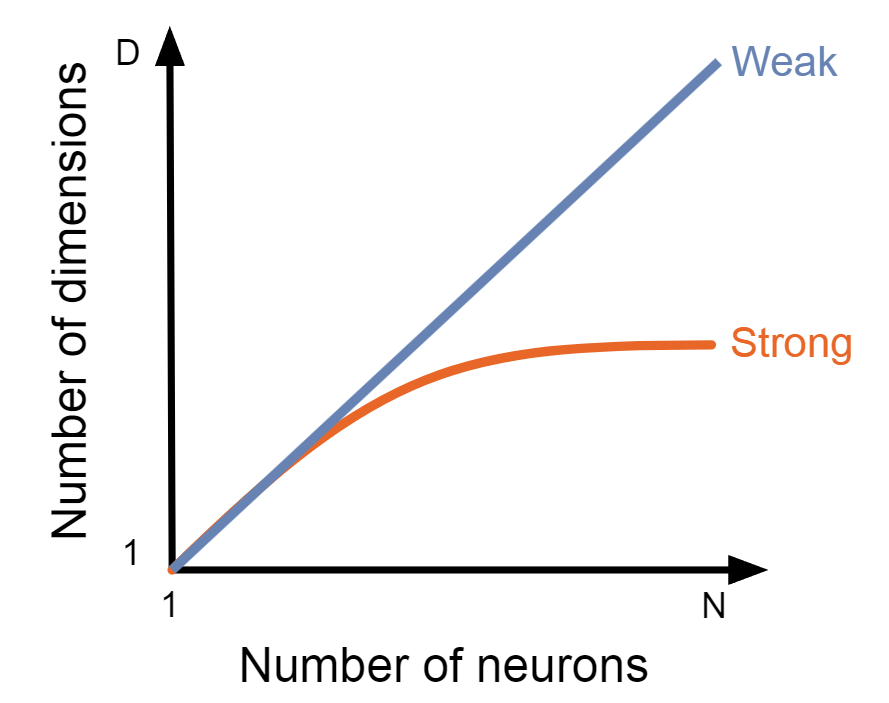 D
Weak
Number of dimensions
Strong
1
1
N
Number of neurons